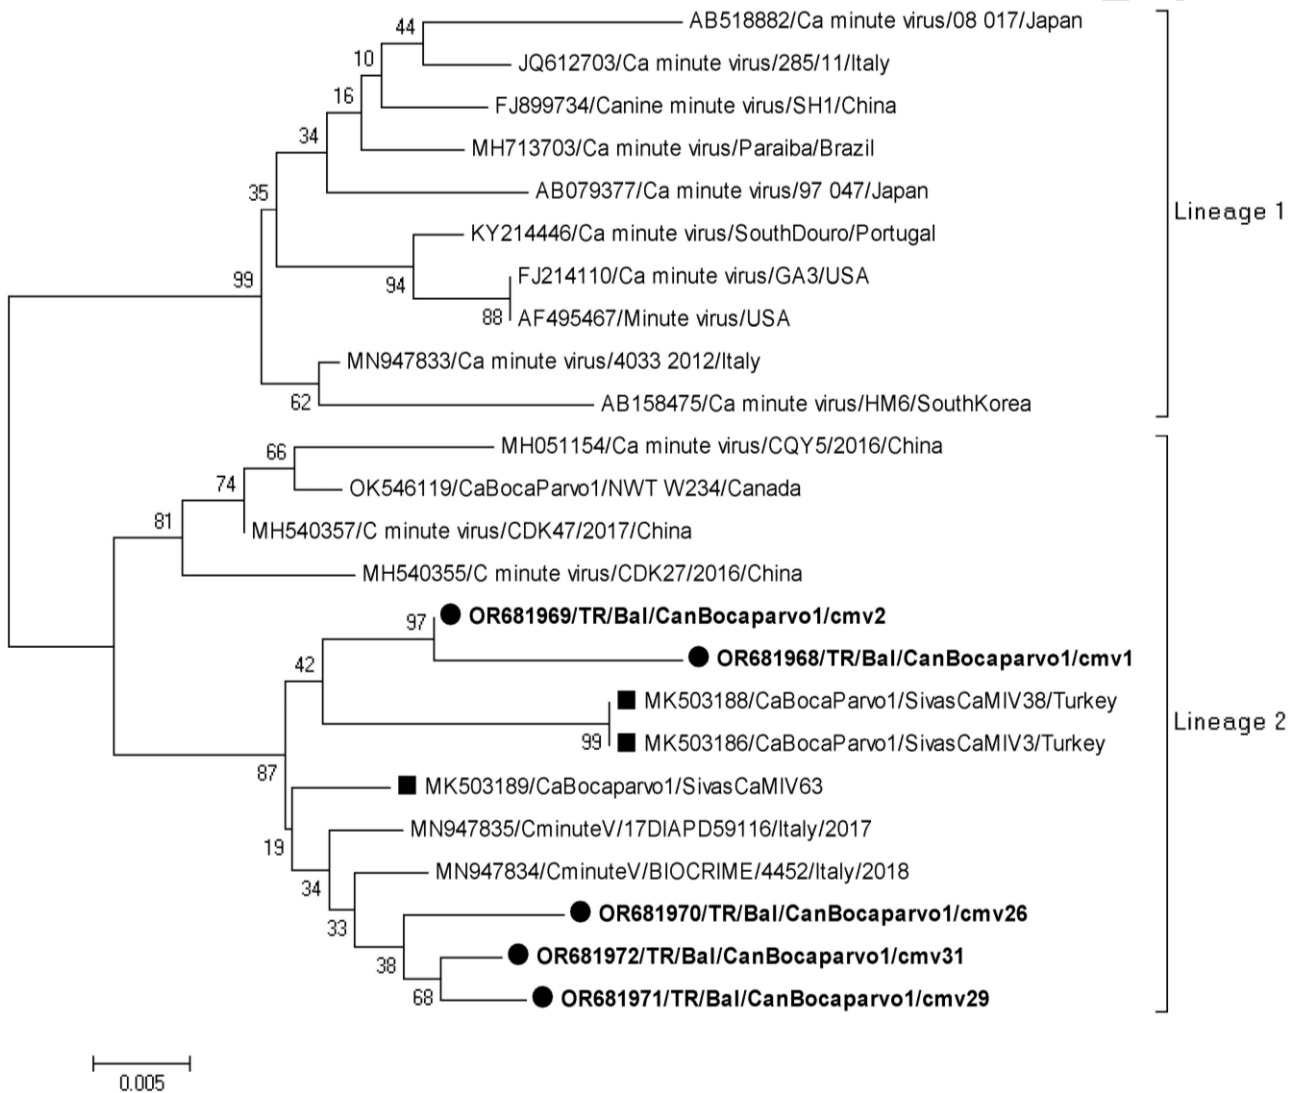 44
AB518882/Ca minute virus/08 017/Japan
JQ612703/Ca minute virus/285/11/Italy
10
FJ899734/Canine minute virus/SH1/China
16
MH713703/Ca minute virus/Paraiba/Brazil
34
AB079377/Ca minute virus/97 047/Japan
35
KY214446/Ca minute virus/SouthDouro/Portugal
99
94
FJ214110/Ca minute virus/GA3/USA
88
AF495467/Minute virus/USA
MN947833/Ca minute virus/4033 2012/Italy
62
AB158475/Ca minute virus/HM6/SouthKorea
Lineage 1
66
MH051154/Ca minute virus/CQY5/2016/China
74
OK546119/CaBocaParvo1/NWT W234/Canada
81
MH540357/C minute virus/CDK47/2017/China
MH540355/C minute virus/CDK27/2016/China
97
OR681969/TR/Bal/CanBocaparvo1/cmv2
42
OR681968/TR/Bal/CanBocaparvo1/cmv1
MK503188/CaBocaParvo1/SivasCaMIV38/Turkey
99
MK503186/CaBocaParvo1/SivasCaMIV3/Turkey
87
MK503189/CaBocaparvo1/SivasCaMIV63
19
MN947835/CminuteV/17DIAPD59116/Italy/2017
34
MN947834/CminuteV/BIOCRIME/4452/Italy/2018
33
OR681970/TR/Bal/CanBocaparvo1/cmv26
38
OR681972/TR/Bal/CanBocaparvo1/cmv31
68
OR681971/TR/Bal/CanBocaparvo1/cmv29
Lineage 2
0.005